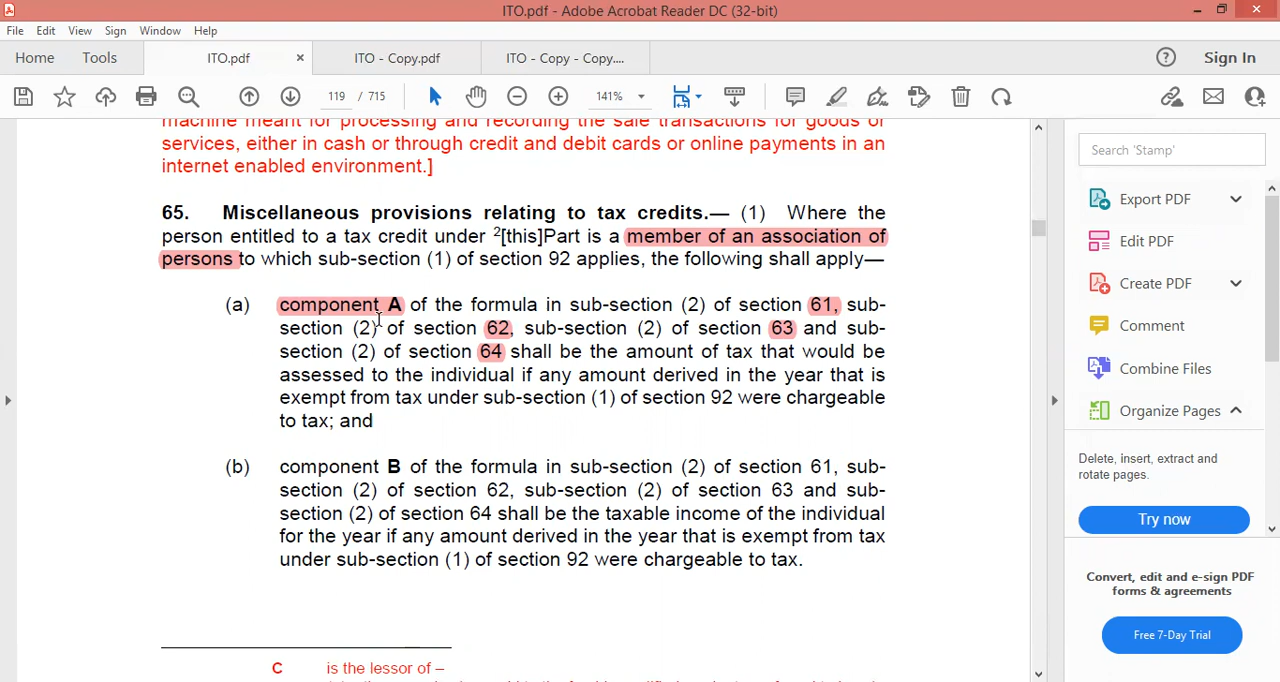 ITO.pdf - Adobe Acrobat Reader DC (32-bit)
File Edit View Sign Window Help
Home Tools ITO.pdf × ITO - Copy.pdf ITO - Copy - Copy.... Sign In
119 / 715 141%
machine meant for processing and recording the sale transactions for goods or
services, either in cash or through credit and debit cards or online payments in an
internet enabled environment.]
65. Miscellaneous provisions relating to tax credits.— (1) Where the
person entitled to a tax credit under 2[this]Part is a member of an association of
persons to which sub-section (1) of section 92 applies, the following shall apply—
(a) component A of the formula in sub-section (2) of section 61, sub-
section (2) of section 62, sub-section (2) of section 63 and sub-
section (2) of section 64 shall be the amount of tax that would be
assessed to the individual if any amount derived in the year that is
exempt from tax under sub-section (1) of section 92 were chargeable
to tax; and
(b) component B of the formula in sub-section (2) of section 61, sub-
section (2) of section 62, sub-section (2) of section 63 and sub-
section (2) of section 64 shall be the taxable income of the individual
for the year if any amount derived in the year that is exempt from tax
under sub-section (1) of section 92 were chargeable to tax.
C is the lessor of –
Search 'Stamp'
Export PDF
Edit PDF
Create PDF
Comment
Combine Files
Organize Pages
Delete, insert, extract and
rotate pages.
Try now
Convert, edit and e-sign PDF
forms & agreements
Free 7-Day Trial